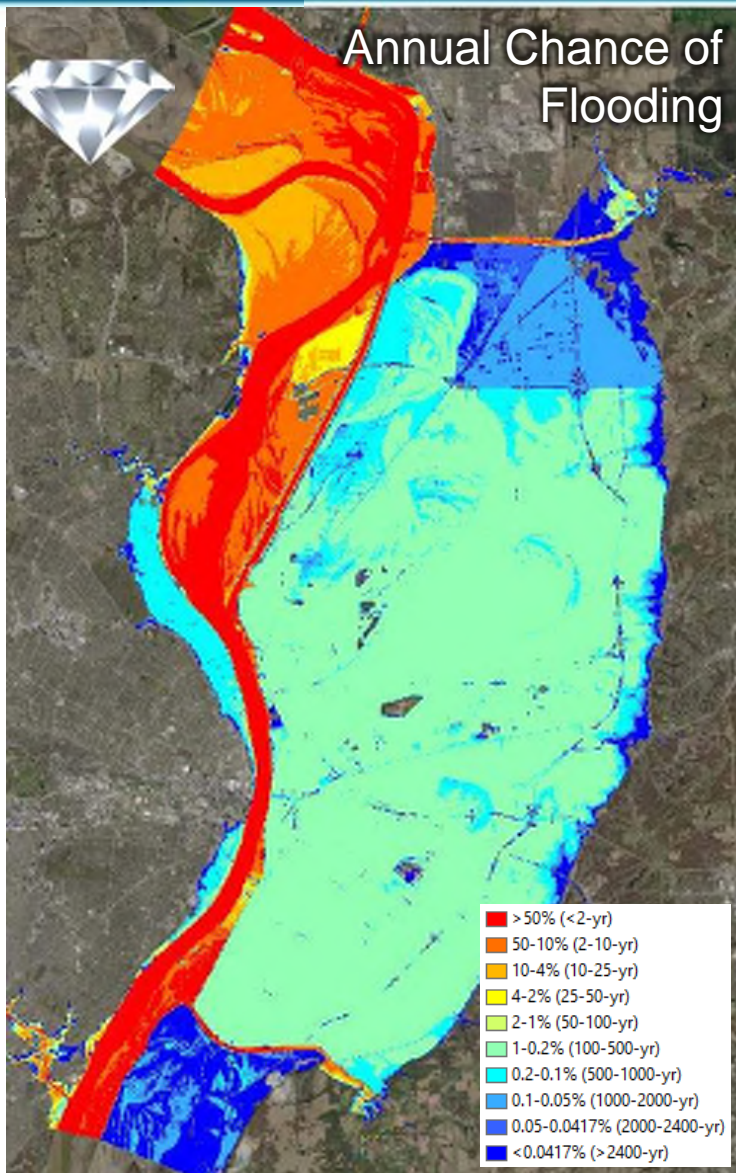 Annual Chance of
Flooding
>50% (<2-yr)
50-10% (2-10-yr)
10-4% (10-25-yr)
4-2% (25-50-yr)
2-1% (50-100-yr)
1-0.2% (100-500-yr)
0.2-0.1% (500-1000-yr)
0.1-0.05% (1000-2000-yr)
0.05-0.0417% (2000-2400-yr)
<0.0417% (>2400-yr)